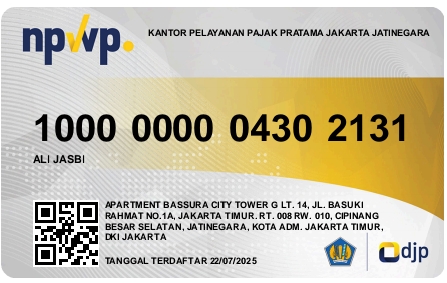 npwp.
KANTOR PELAYANAN PAJAK PRATAMA JAKARTA JATINEGARA
1000 0000 0430 2131
ALI JASBI
APARTMENT BASSURA CITY TOWER G LT. 14, JL. BASUKI
RAHMAT NO.1A, JAKARTA TIMUR. RT. 008 RW. 010, CIPINANG
BESAR SELATAN, JATINEGARA, KOTA ADM. JAKARTA TIMUR,
DKI JAKARTA
TANGGAL TERDAFTAR 22/07/2025
djp